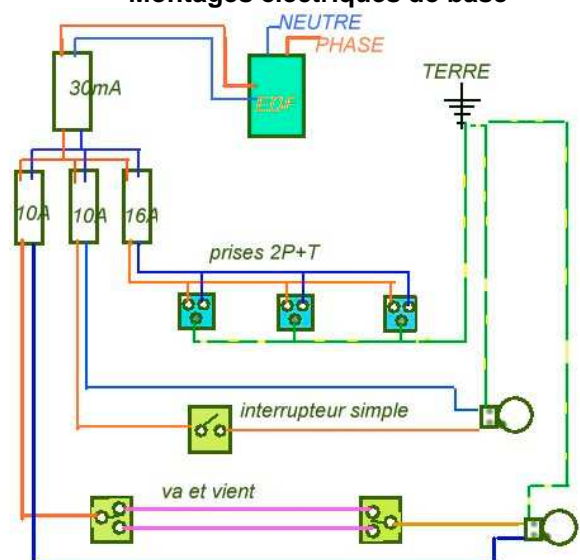 Montages électriques de base
NEUTRE
PHASE
EDF
TERRE
30mA
10A
10A
16A
prises 2P+T
interrupteur simple
va et vient